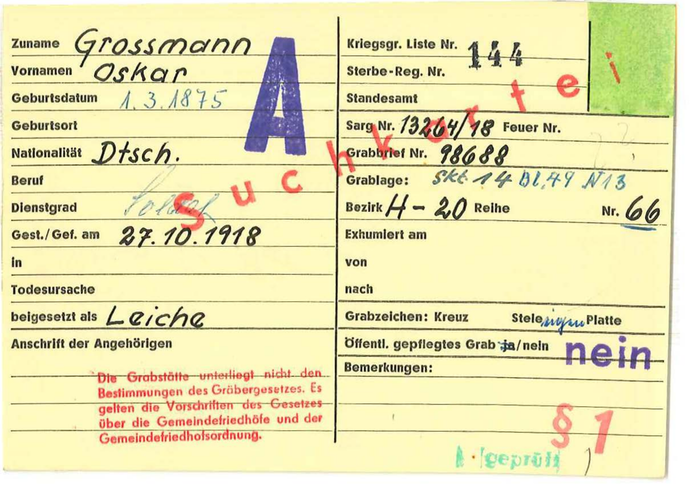 Zuname Grossmann
Vornamen Oskar
Geburtsdatum 1.3.1875
Geburtsort
Nationalität Dtsch.
Beruf
Dienstgrad Soldat
Gest./Gef. am 27.10.1918
in
Todesursache
beigesetzt als Leiche
Anschrift der Angehörigen
Die Grabstätte unterliegt nicht den
Bestimmungen des Gräbergesetzes. Es
gelten die Vorschriften des Gesetzes
über die Gemeindefriedhöfe und der
Gemeindefriedhofsordnung.
A
Suchkartei
Kriegsgr. Liste Nr. 144
Sterbe-Reg. Nr.
Standesamt
Sarg Nr. 13264/18 Feuer Nr.
Grabbrief Nr. 98688
Grablage: Skt 14 Bl.49 N13
Bezirk H-20 Reihe Nr. 66
Exhumiert am
von
nach
Grabzeichen: Kreuz Stele eigen Platte
Öffentl. gepflegtes Grab ja/nein nein
Bemerkungen:
§1
geprüft